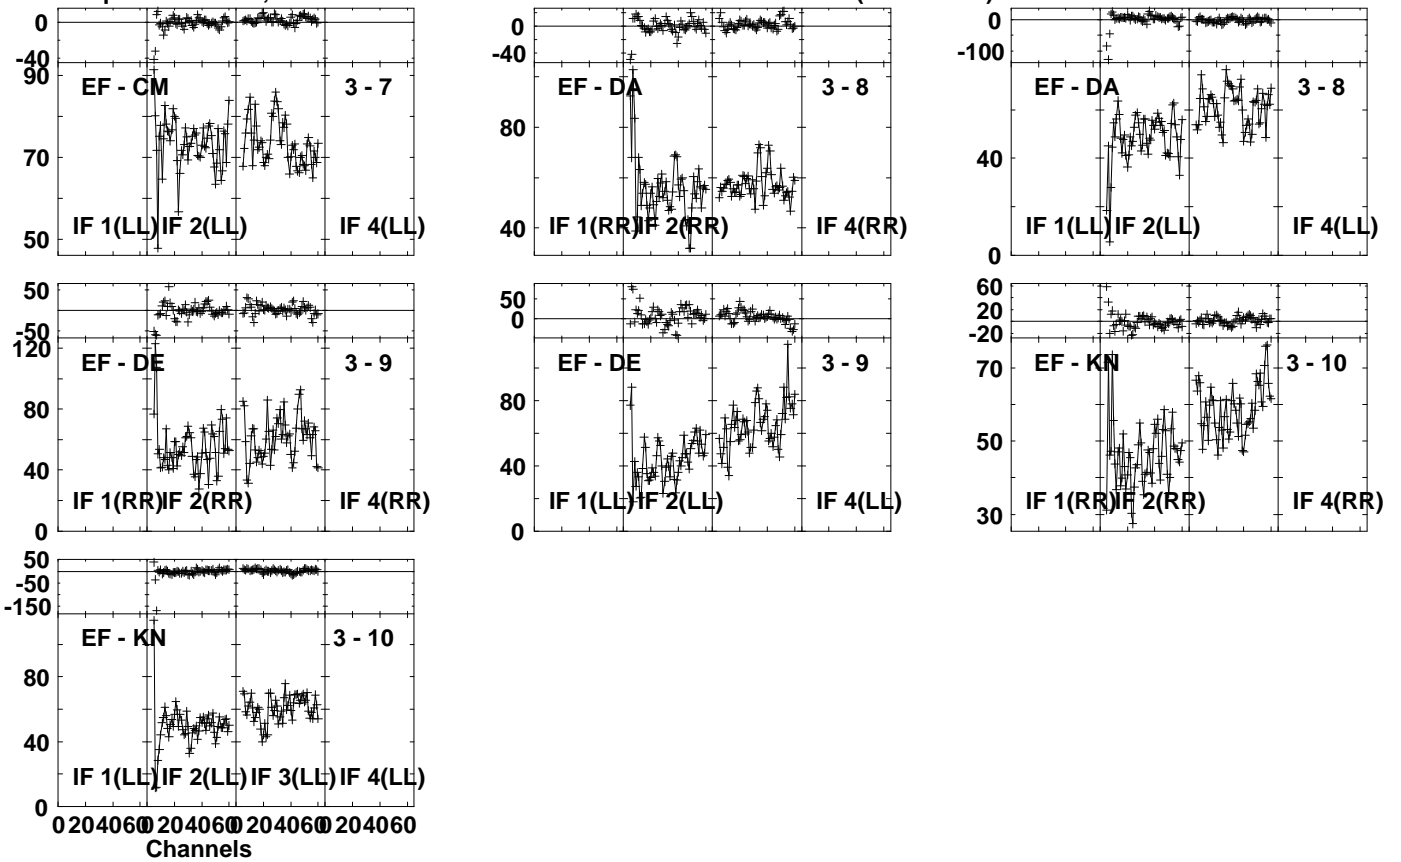 0 0 0
-40 -40 -100
90 EF - CM 3 - 7 EF - DA 3 - 8 EF - DA 3 - 8
80
70 40
IF 1(LL) IF 2(LL) IF 4(LL) IF 1(RR) IF 2(RR) IF 4(RR) IF 1(LL) IF 2(LL) IF 4(LL)
50 40 0
50 50 60
0 20
-50 -20
120 EF - DE 3 - 9 EF - DE 3 - 9 EF - KN 3 - 10
70
80 80
50
40 40
IF 1(RR) IF 2(RR) IF 4(RR) IF 1(LL) IF 2(LL) IF 4(LL) IF 1(RR) IF 2(RR) IF 4(RR)
30
0 0
50
-50
-150
EF - KN 3 - 10
80
40
IF 1(LL) IF 2(LL) IF 3(LL) IF 4(LL)
0
0 20 40 60 0 20 40 60 0 20 40 60 0 20 40 60
Channels